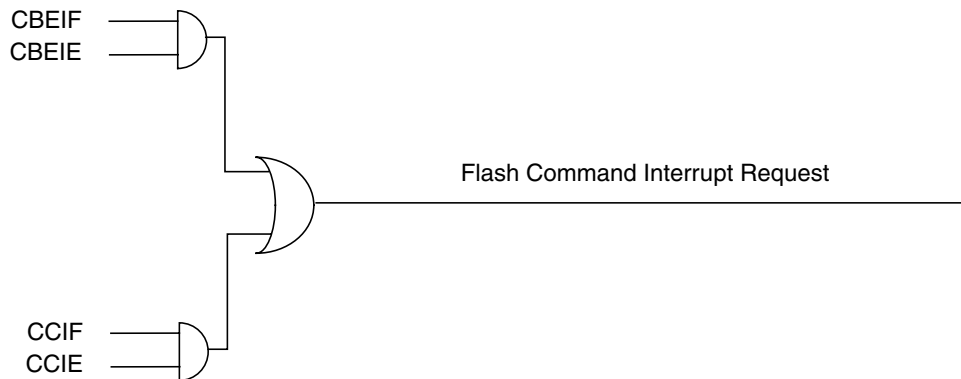 CBEIF
CBEIE
Flash Command Interrupt Request
CCIF
CCIE